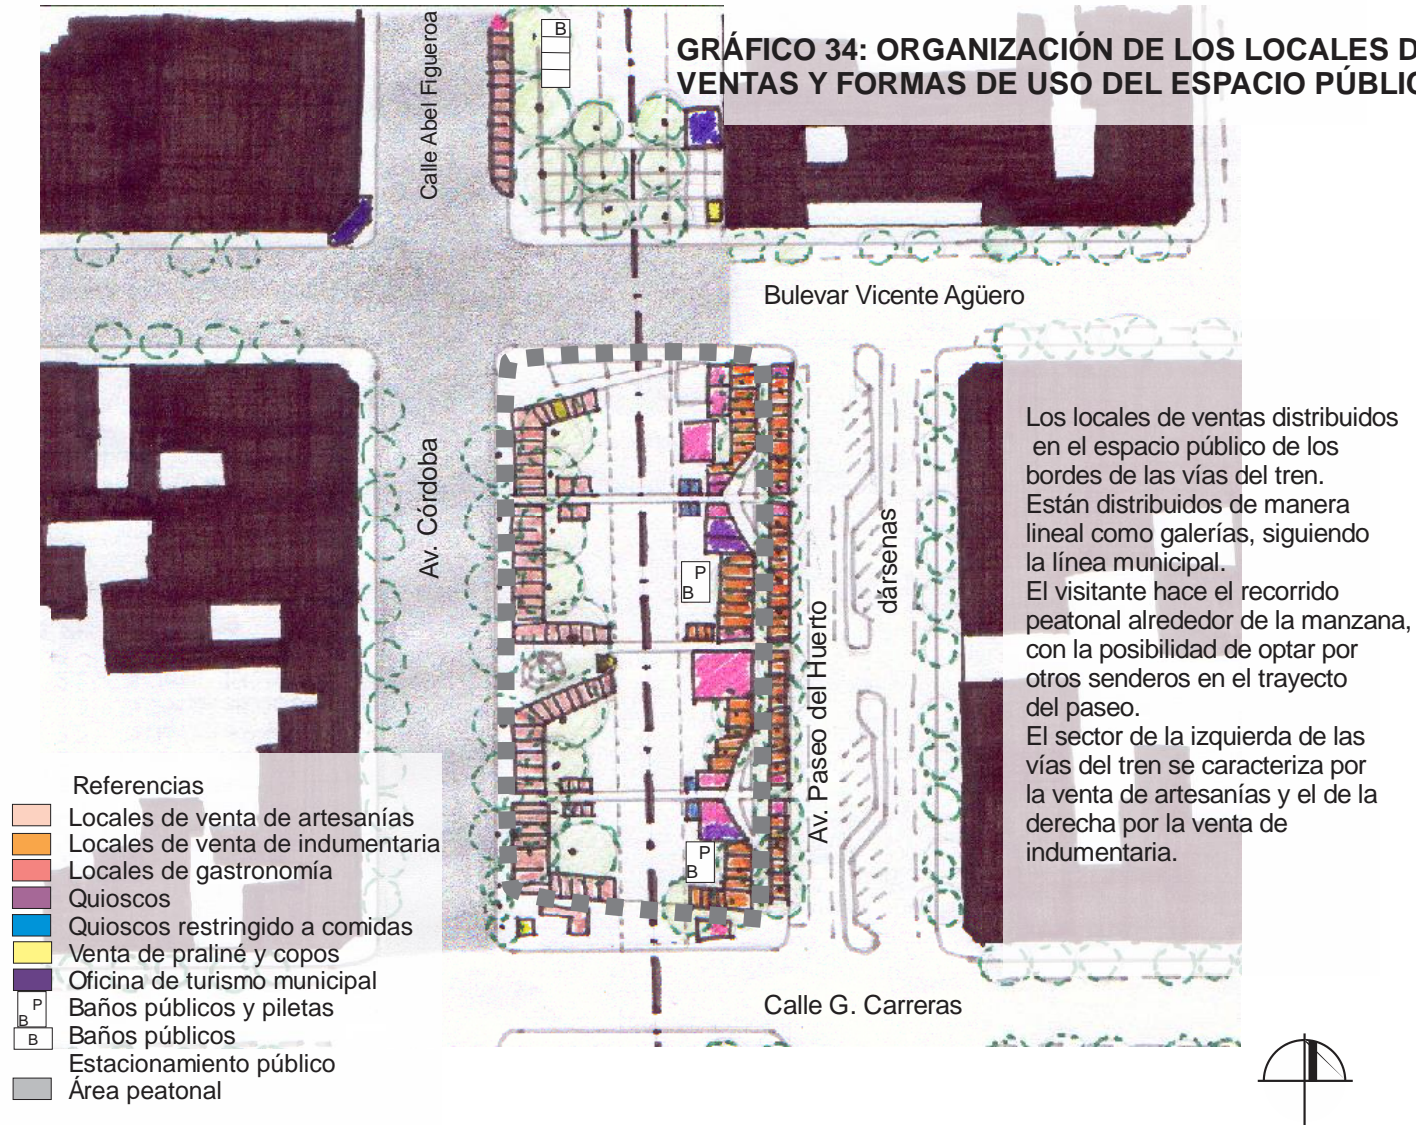 GRÁFICO 34: ORGANIZACIÓN DE LOS LOCALES D
VENTAS Y FORMAS DE USO DEL ESPACIO PÚBLIC
B
Calle Abel Figueroa
Bulevar Vicente Agüero
Av. Córdoba
dársenas
Av. Paseo del Huerto
P
B
P
B
Calle G. Carreras
Los locales de ventas distribuidos
en el espacio público de los
bordes de las vías del tren.
Están distribuidos de manera
lineal como galerías, siguiendo
la línea municipal.
El visitante hace el recorrido
peatonal alrededor de la manzana,
con la posibilidad de optar por
otros senderos en el trayecto
del paseo.
El sector de la izquierda de las
vías del tren se caracteriza por
la venta de artesanías y el de la
derecha por la venta de
indumentaria.
Referencias
Locales de venta de artesanías
Locales de venta de indumentaria
Locales de gastronomía
Quioscos
Quioscos restringido a comidas
Venta de praliné y copos
Oficina de turismo municipal
P
B
Baños públicos y piletas
B
Baños públicos
Estacionamiento público
Área peatonal